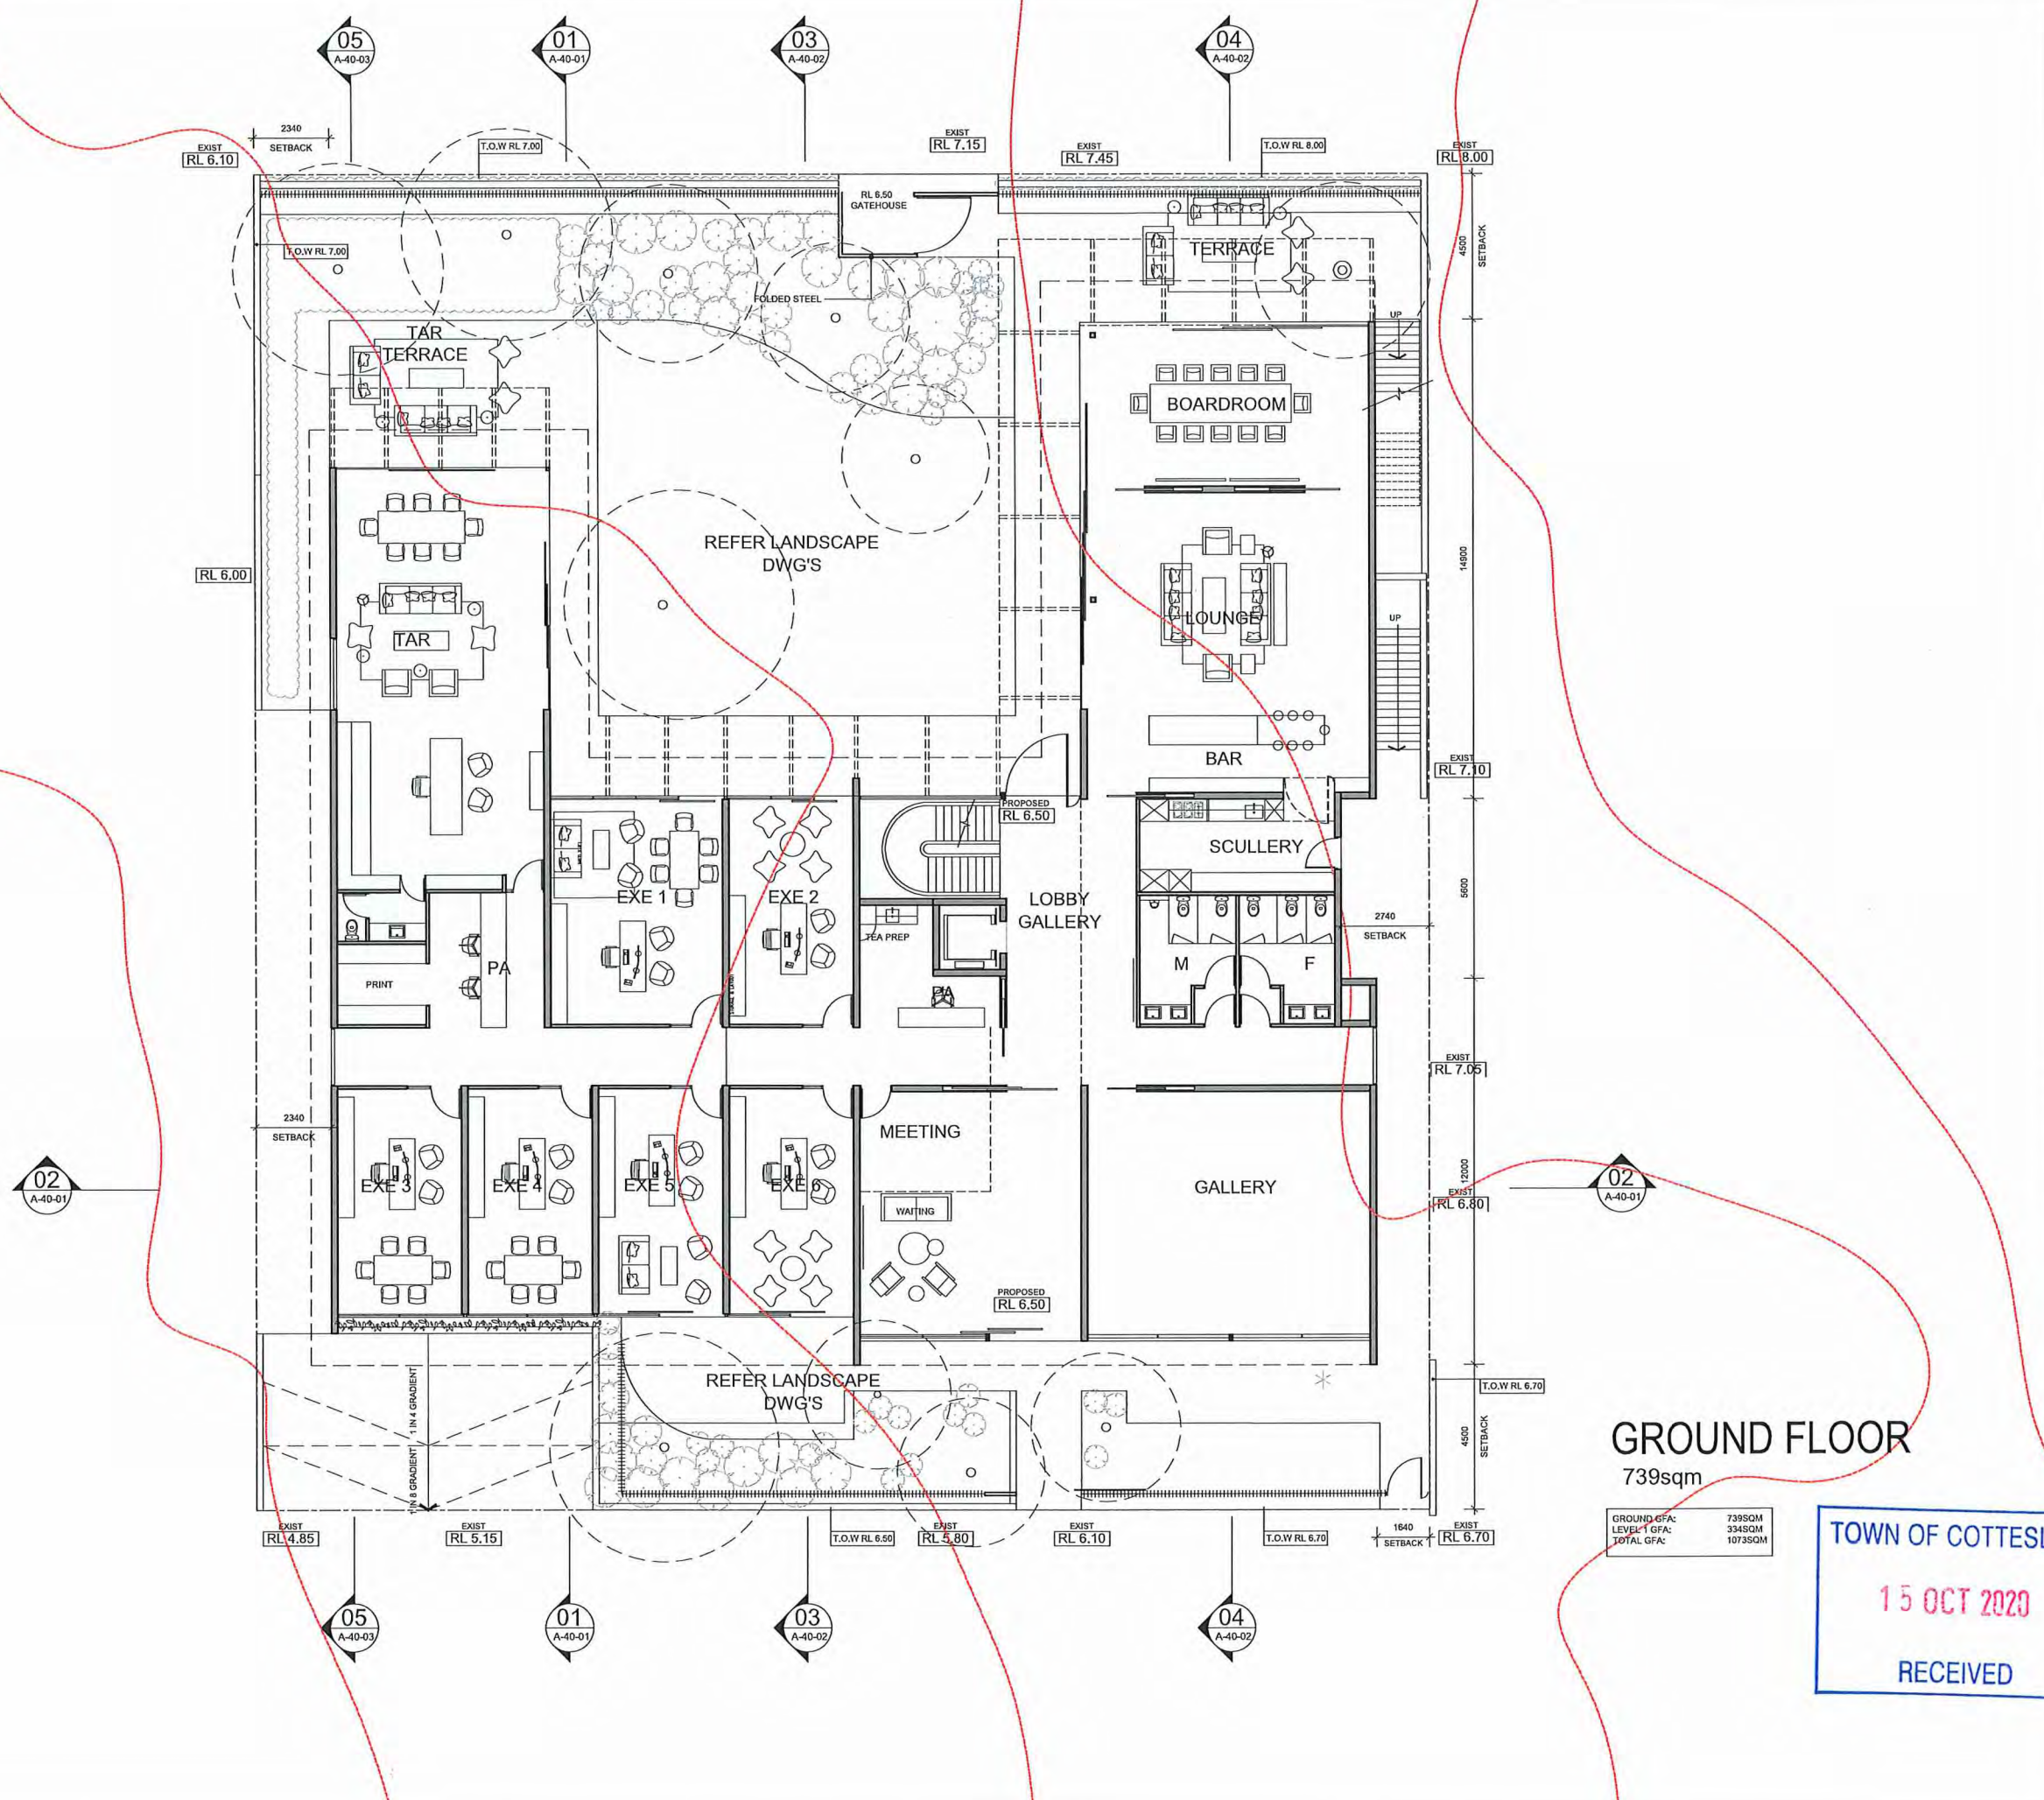 05
A-40-03
01
A-40-01
03
A-40-02
04
A-40-02
2340
SETBACK
EXIST
RL 6.10
T.O.W RL 7.00
EXIST
RL 7.15
EXIST
RL 7.45
T.O.W RL 8.00
EXIST
RL 8.00
RL 6.50
GATEHOUSE
T.O.W RL 7.00
TERRACE
4500
SETBACK
FOLDED STEEL
UP
TAR
TERRACE
BOARDROOM
REFER LANDSCAPE
DWG'S
RL 6.00
14900
TAR
LOUNGE
UP
BAR
EXIST
RL 7.10
PROPOSED
RL 6.50
SCULLERY
EXE 1
EXE 2
LOBBY
GALLERY
5600
2740
SETBACK
TEA PREP
PA
PRINT
M
F
PA
EXIST
RL 7.05
2340
SETBACK
MEETING
02
A-40-01
EXE 3
EXE 4
EXE 5
EXE 6
GALLERY
12000
EXIST
RL 6.80
02
A-40-01
WAITING
PROPOSED
RL 6.50
REFER LANDSCAPE
DWG'S
1 IN 4 GRADIENT
1 IN 8 GRADIENT
T.O.W RL 6.70
4500
SETBACK
GROUND FLOOR
739sqm
GROUND GFA: 739SQM
LEVEL 1 GFA: 334SQM
TOTAL GFA: 1073SQM
EXIST
RL 4.85
EXIST
RL 5.15
T.O.W RL 6.50
EXIST
RL 5.80
EXIST
RL 6.10
T.O.W RL 6.70
1640
SETBACK
EXIST
RL 6.70
TOWN OF COTTESL
15 OCT 2020
RECEIVED
05
A-40-03
01
A-40-01
03
A-40-02
04
A-40-02